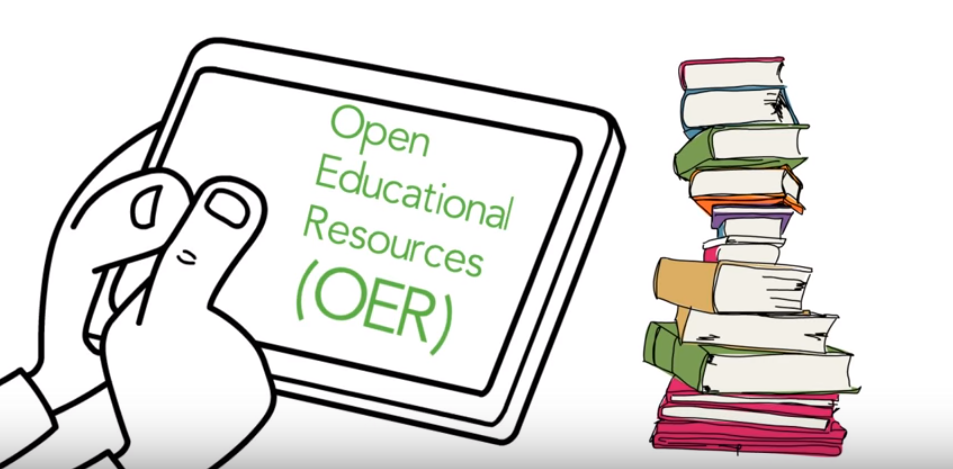 Open
Educational
Resources
(OER)